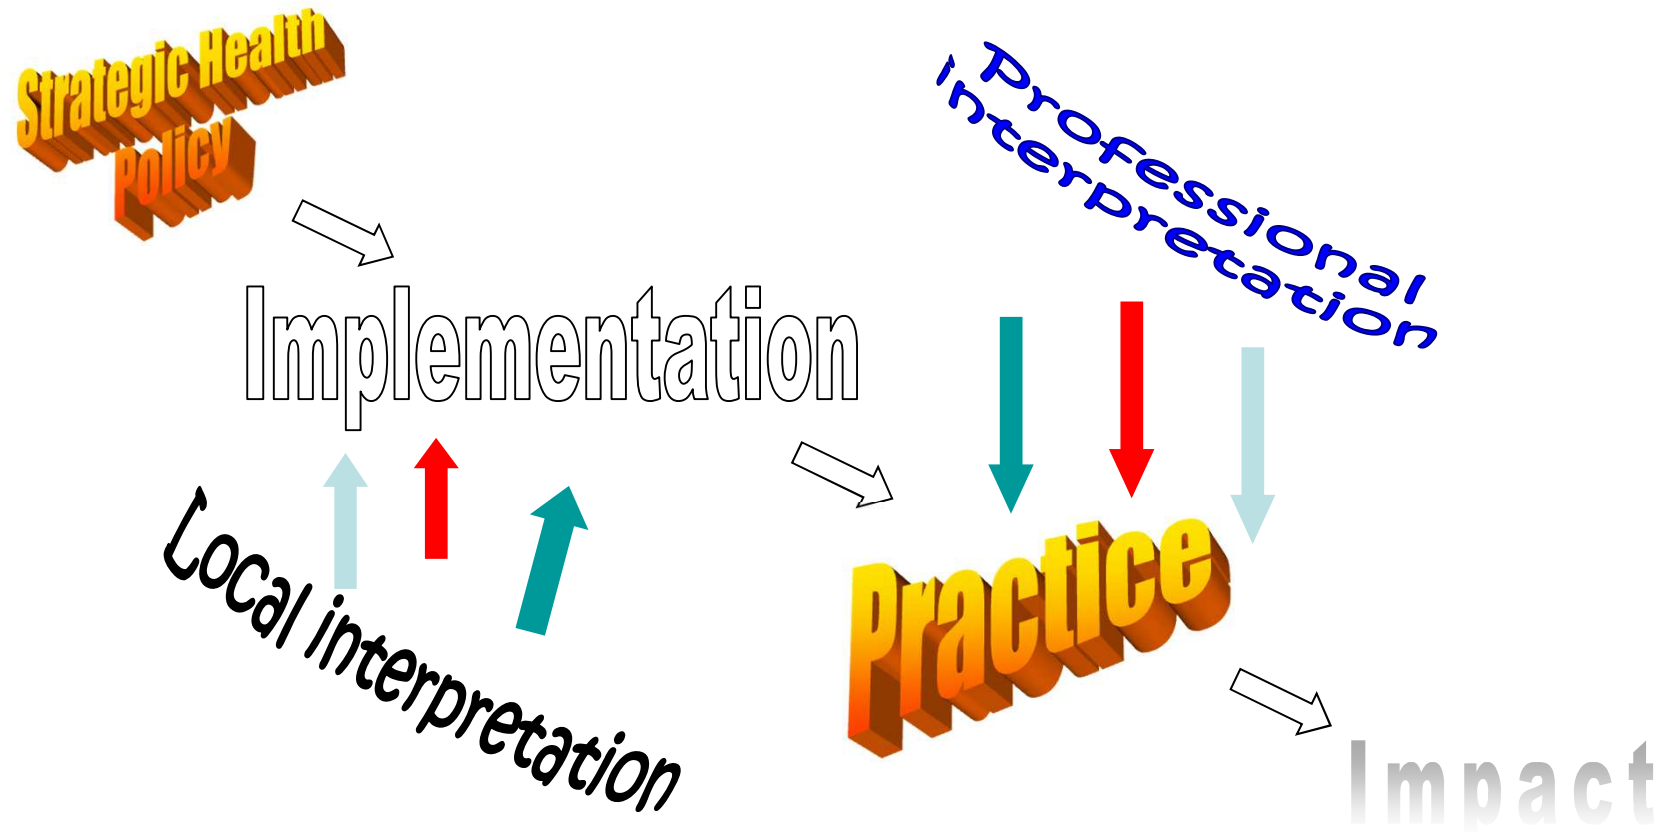 Strategic Health
Policy
Professional
interpretation
Implementation
Local interpretation
Practice
Impact